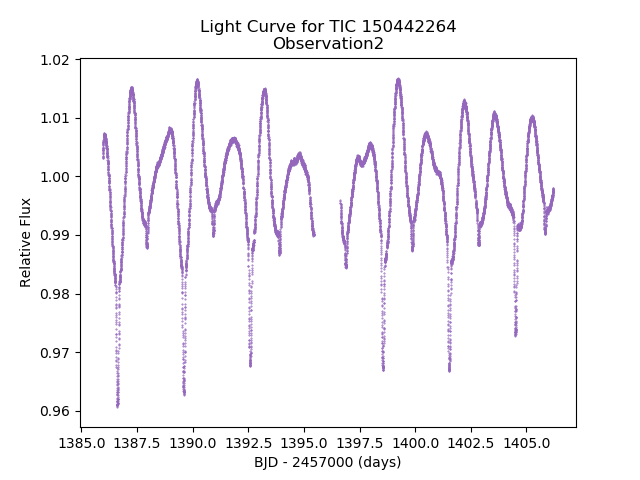 Light Curve for TIC 150442264
Observation2
1.02
1.01
1.00
0.99
0.98
0.97
0.96
Relative Flux
1385.0 1387.5 1390.0 1392.5 1395.0 1397.5 1400.0 1402.5 1405.0
BJD - 2457000 (days)